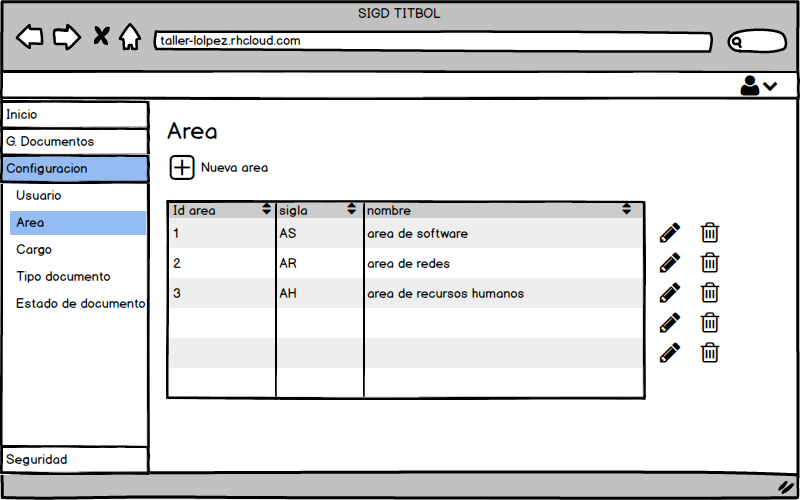 SIGD TITBOL
taller-lolpez.rhcloud.com
Inicio
G. Documentos
Configuracion
Usuario
Area
Cargo
Tipo documento
Estado de documento
Seguridad
Area
Nueva area
Id area sigla nombre
1 AS area de software
2 AR area de redes
3 AH area de recursos humanos